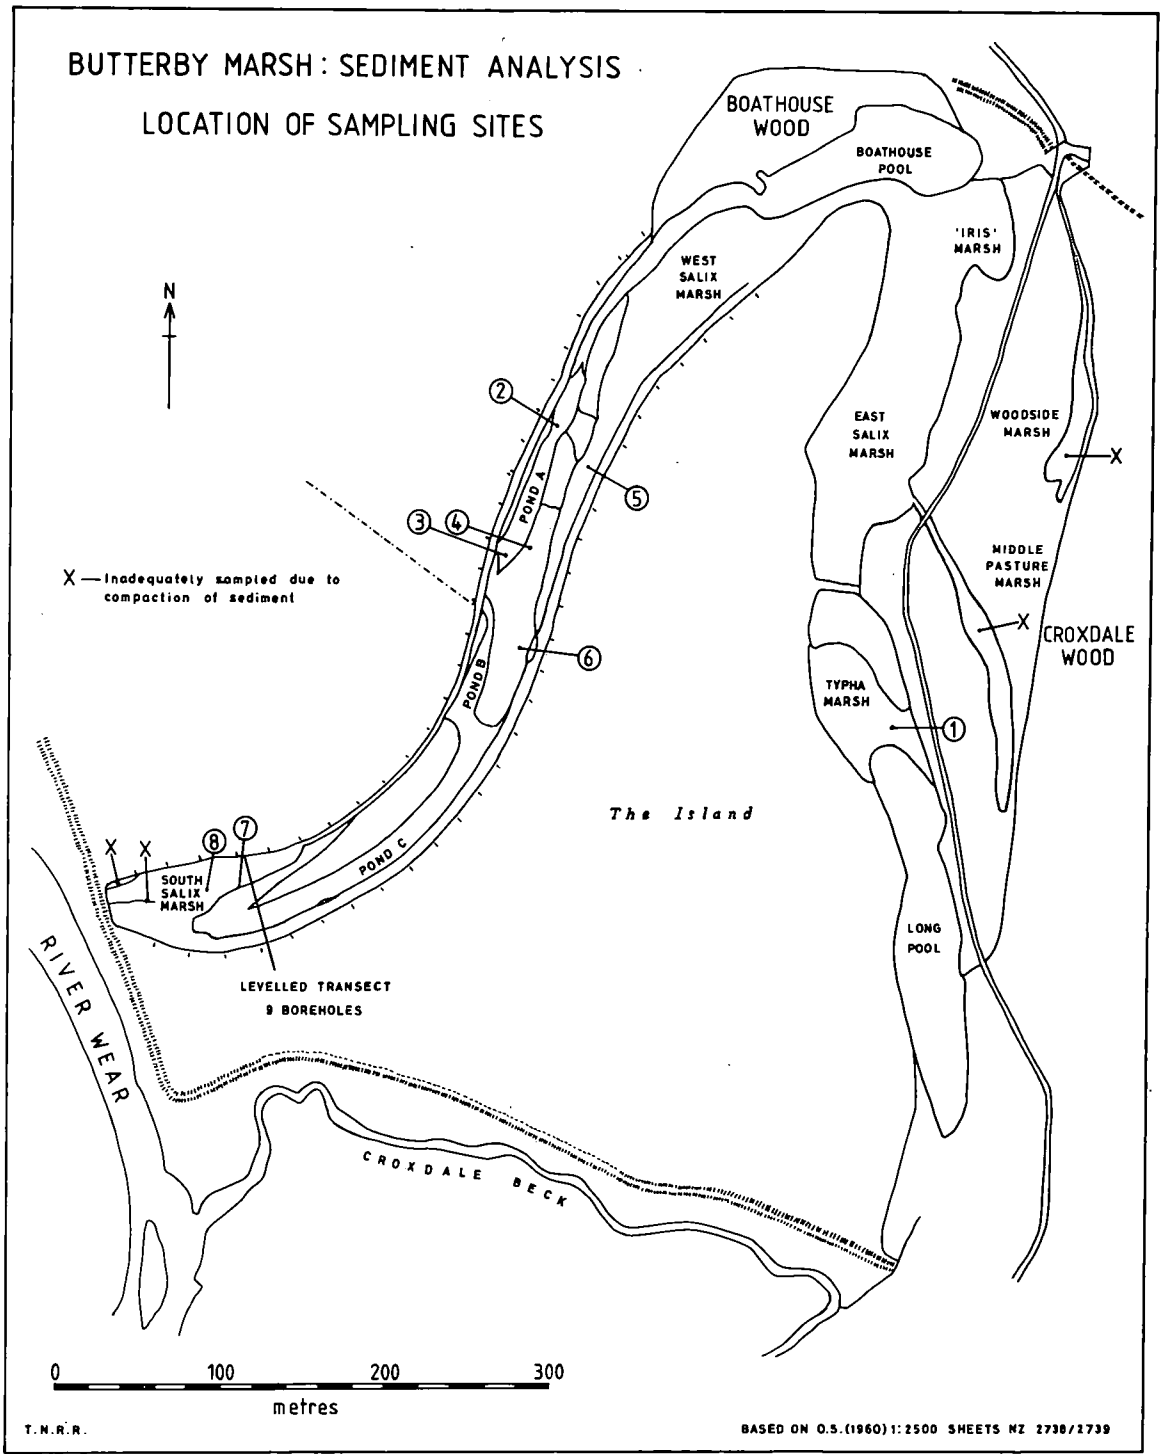 BUTTERBY MARSH: SEDIMENT ANALYSIS
LOCATION OF SAMPLING SITES
BOATHOUSE
WOOD
BOATHOUSE
POOL
'IRIS'
MARSH
WEST
SALIX
MARSH
N
2
EAST
SALIX
MARSH
WOODSIDE
MARSH
X
5
POND A
3
4
X — Inadequately sampled due to
compaction of sediment
MIDDLE
PASTURE
MARSH
X
CROXDALE
WOOD
6
POND B
TYPHA
MARSH
1
The Island
X
X
8
7
SOUTH
SALIX
MARSH
POND C
LONG
POOL
LEVELLED TRANSECT
9 BOREHOLES
RIVER WEAR
CROXDALE BECK
0 100 200 300
metres
T.N.R.R.
BASED ON O.S.(1960) 1:2500 SHEETS NZ 2738/2739